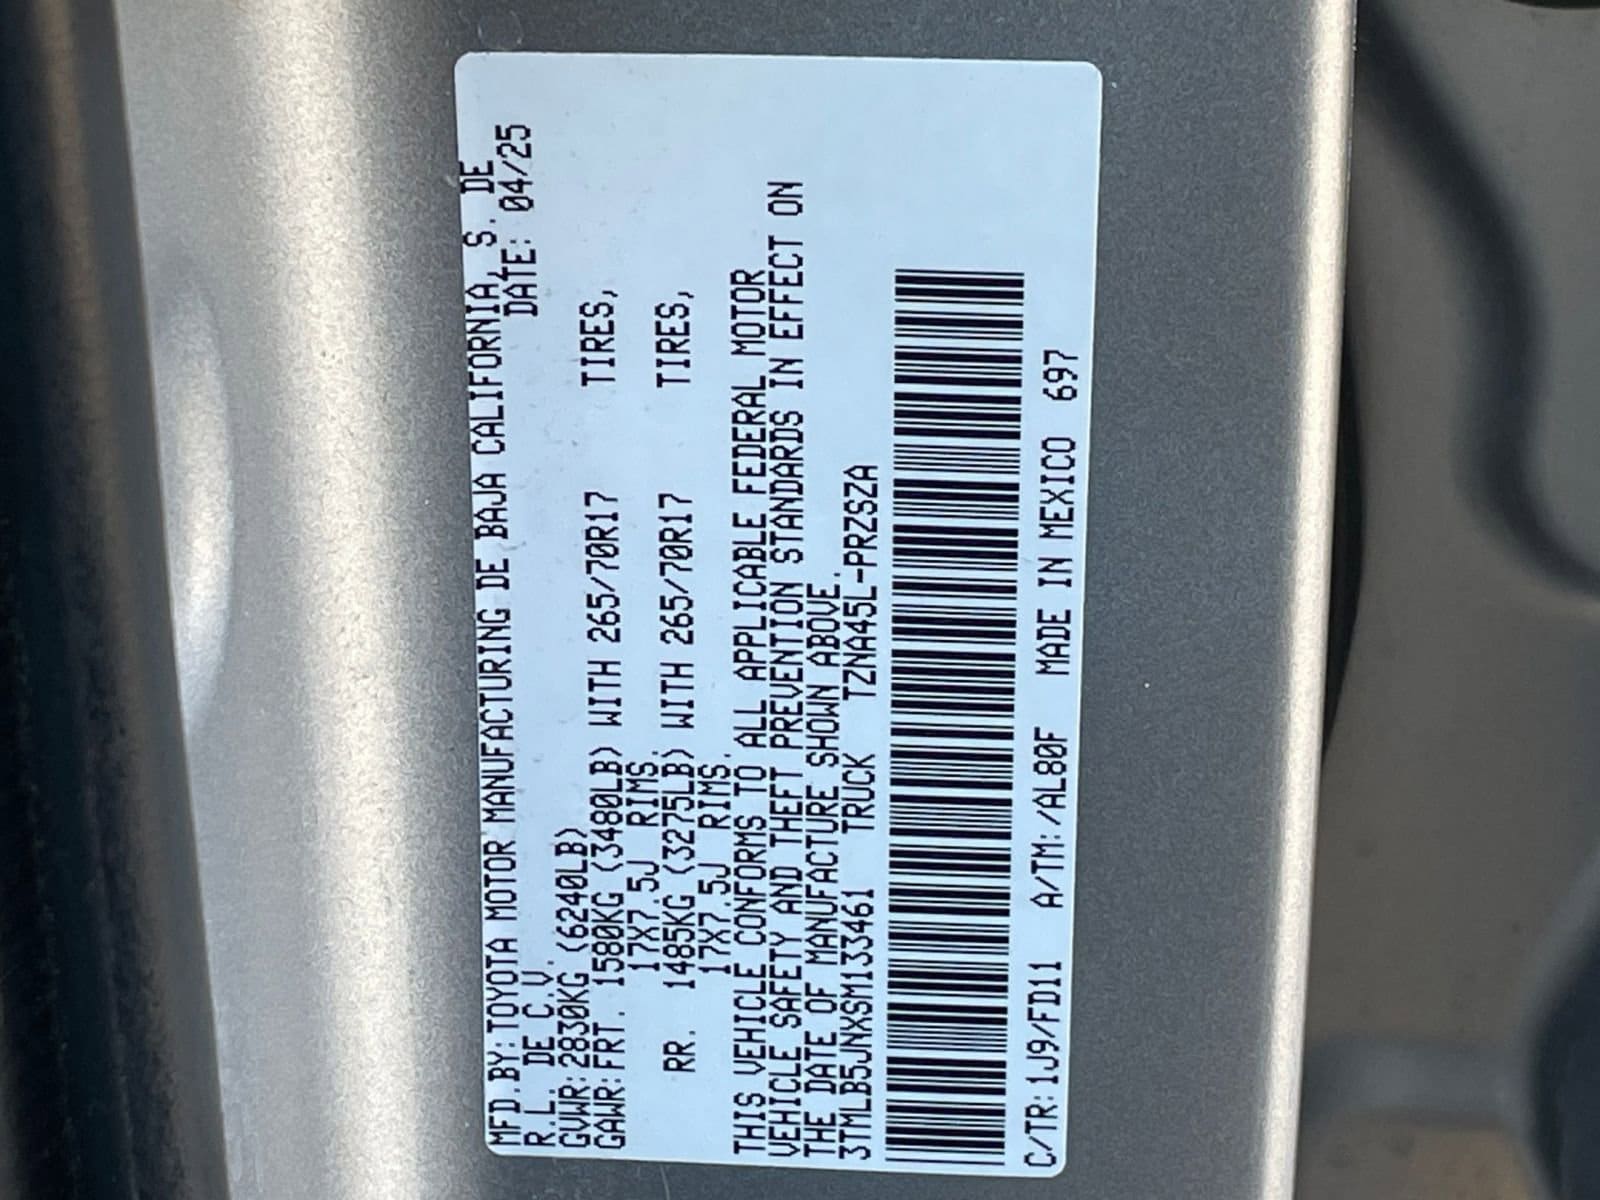 MFD.BY:TOYOTA MOTOR MANUFACTURING DE BAJA CALIFORNIA, S. DE
R.L. DE C.V. DATE: 04/25
GVWR:2830KG (6240LB)
GAWR:FRT. 1580KG (3480LB) WITH 265/70R17 TIRES,
17X7.5J RIMS.
RR. 1485KG (3275LB) WITH 265/70R17 TIRES,
17X7.5J RIMS.
THIS VEHICLE CONFORMS TO ALL APPLICABLE FEDERAL MOTOR
VEHICLE SAFETY AND THEFT PREVENTION STANDARDS IN EFFECT ON
THE DATE OF MANUFACTURE SHOWN ABOVE.
3TMLB5JNXSM133461 TRUCK TZNA45L-PRZSZA
C/TR:1J9/FD11 A/TM:/AL80F MADE IN MEXICO 697